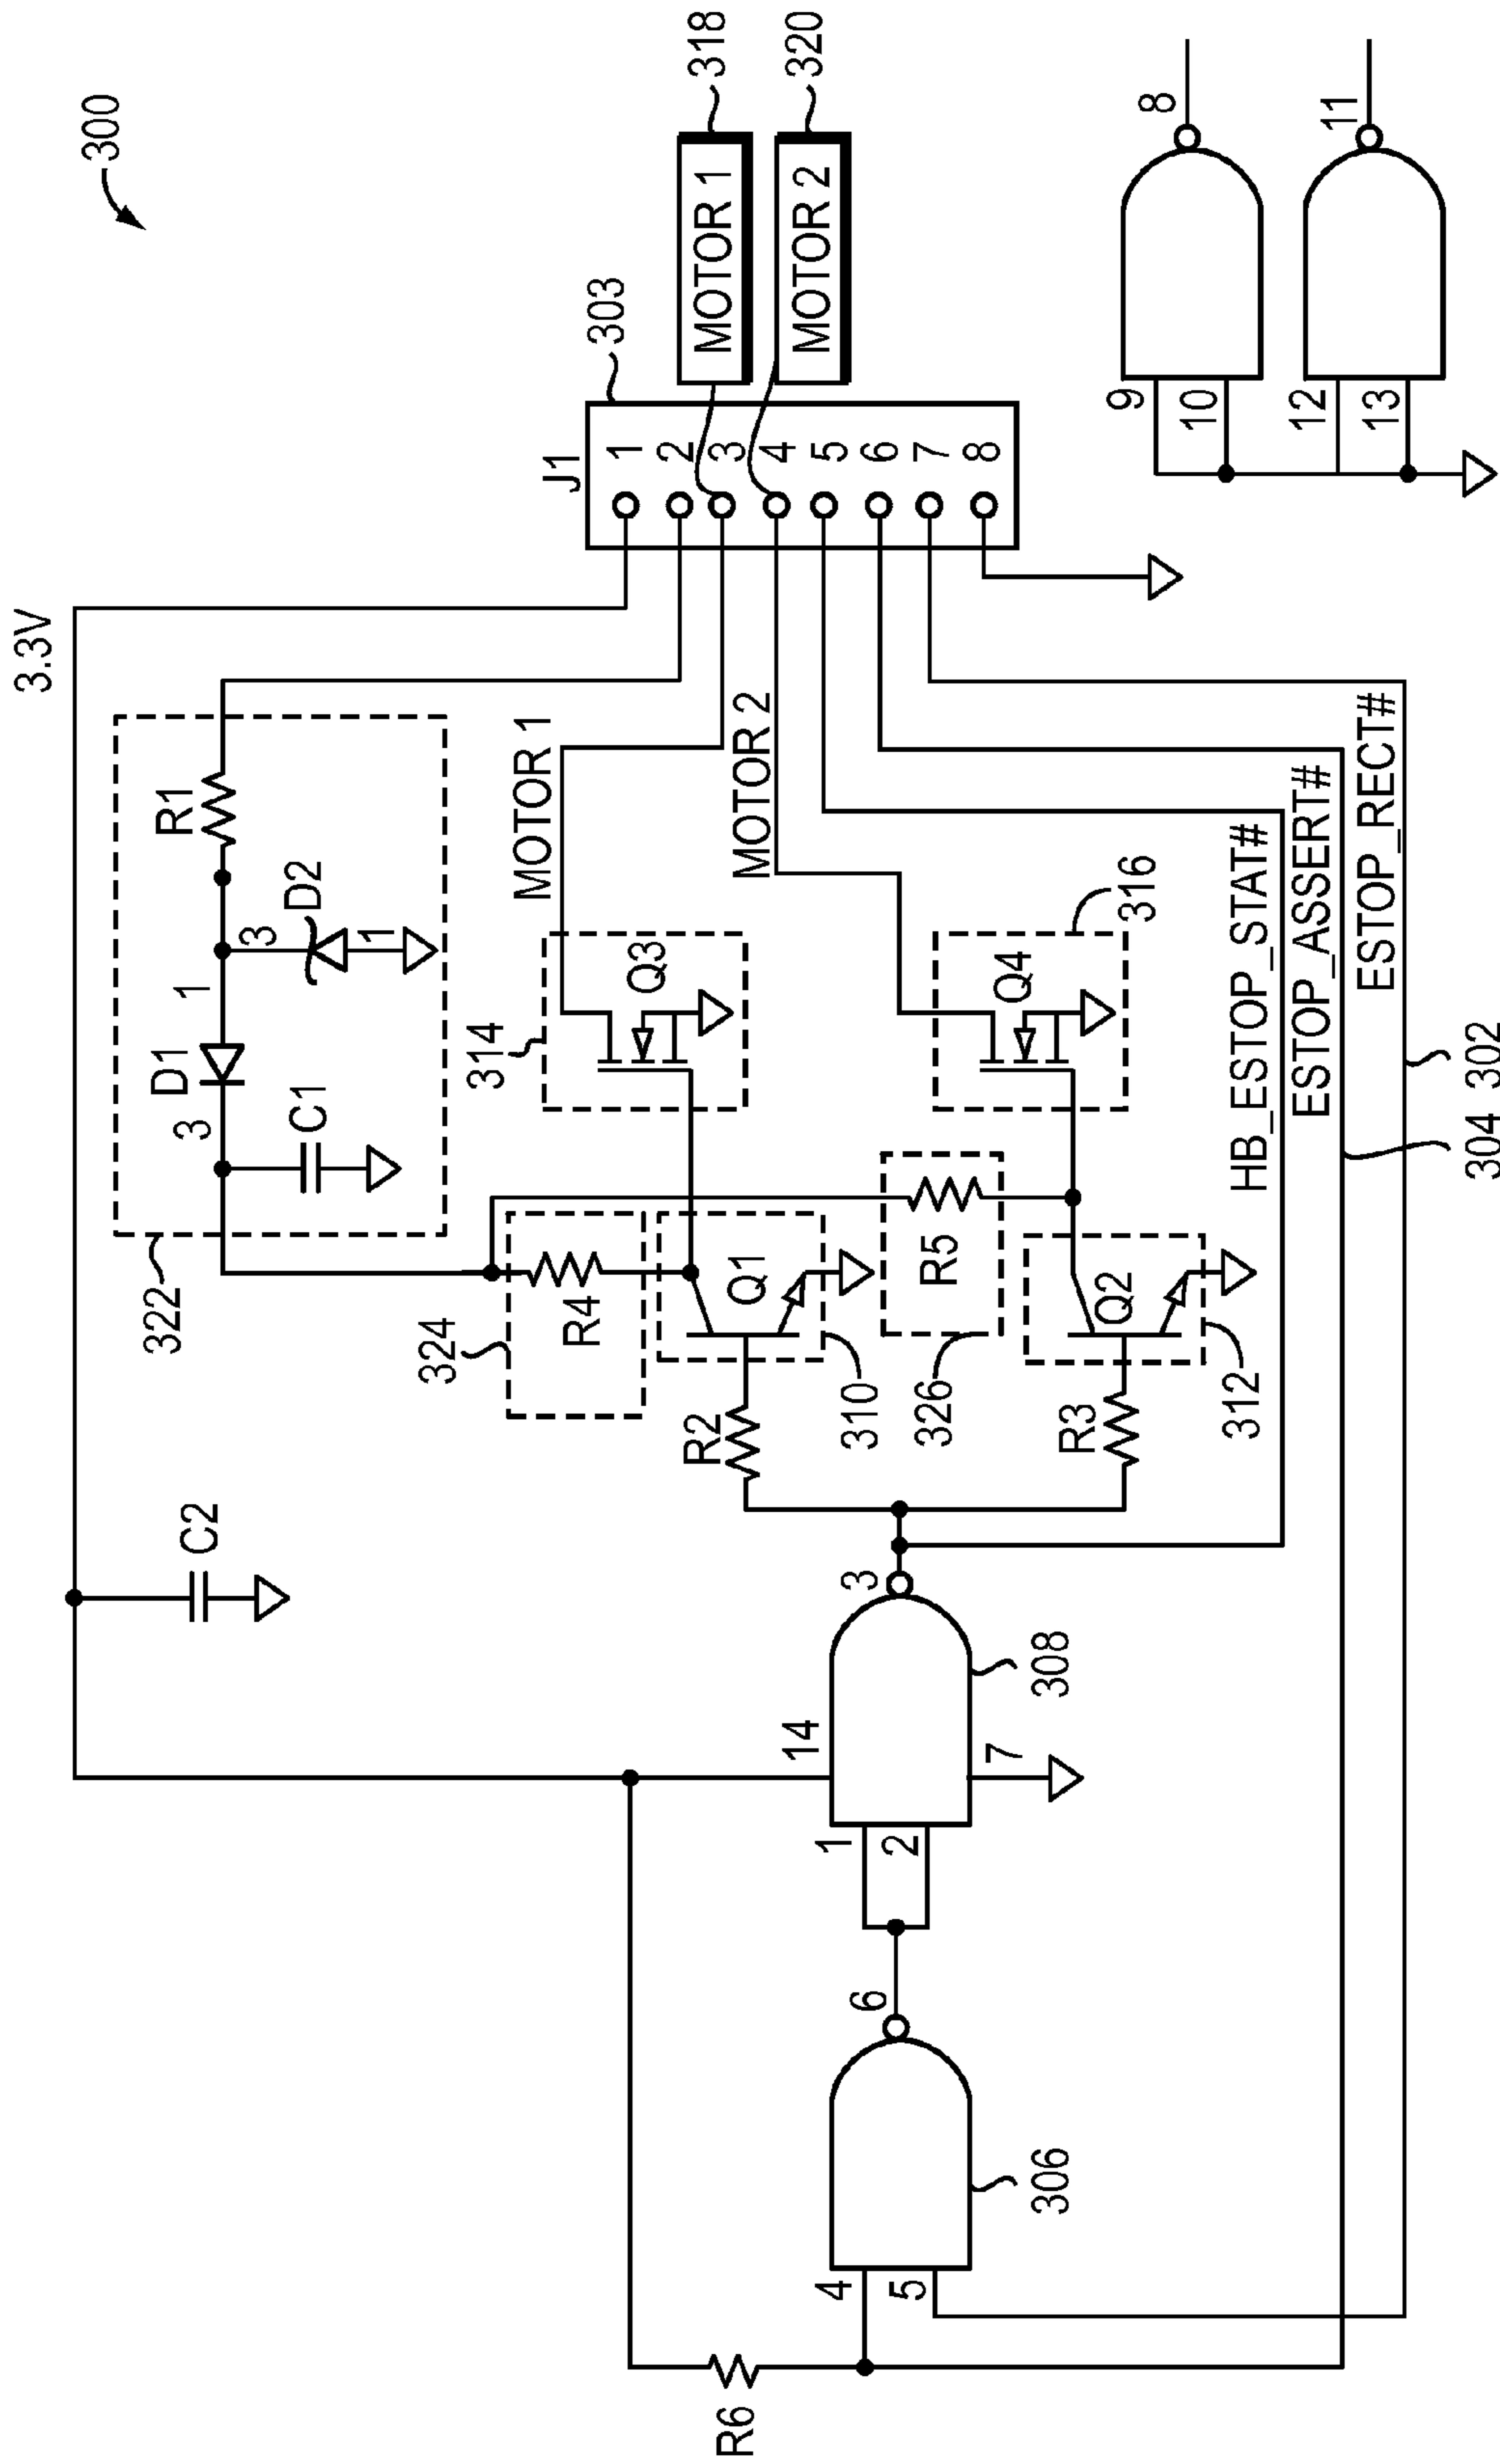 300
3.3V
322
R1
D2
3
1
1
D1
3
C1
C2
324
R4
314
Q3
MOTOR 1
MOTOR 2
J1
303
1
2
3
4
5
6
7
8
MOTOR 1
318
MOTOR 2
320
R2
Q1
310
R5
326
Q4
316
R3
Q2
312
HB_ESTOP_STAT#
ESTOP_ASSERT#
ESTOP_RECT#
304
302
R6
4
5
6
306
1
2
14
7
3
308
9
10
8
12
13
11